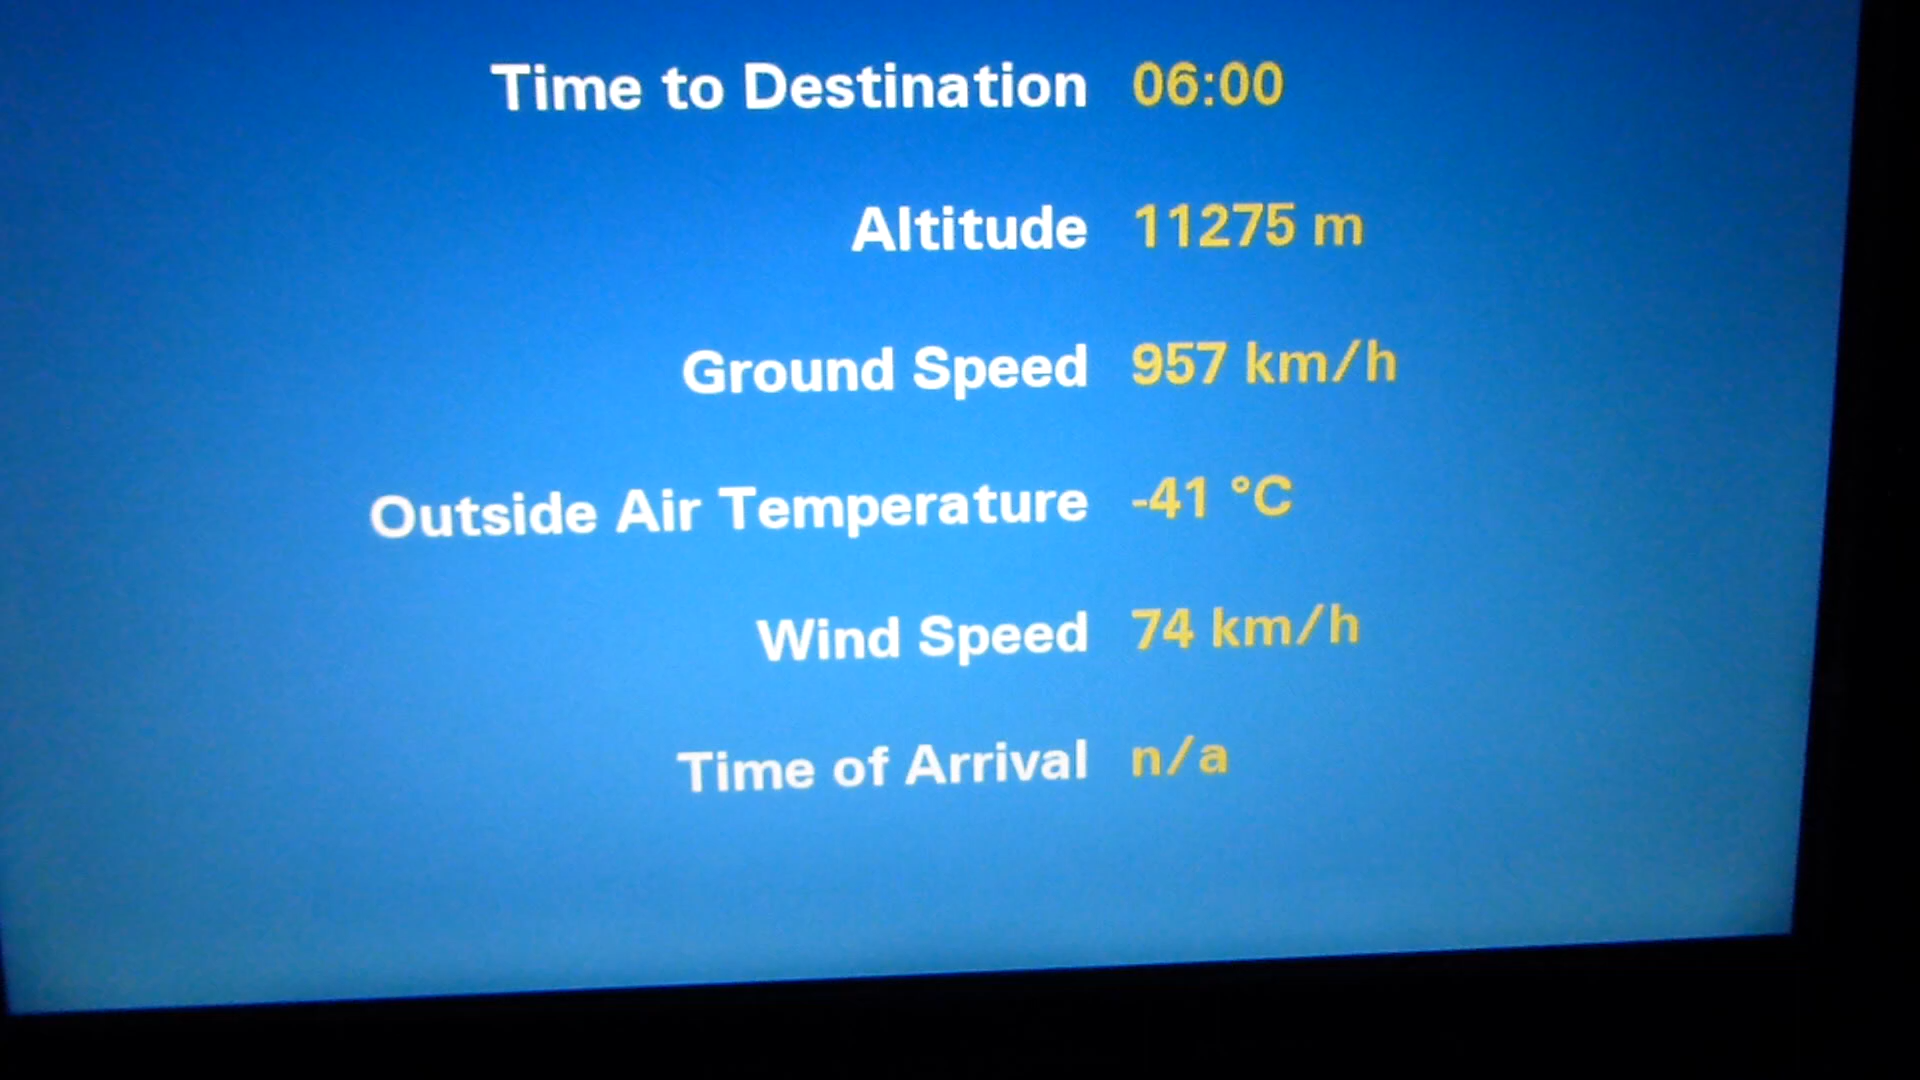 Time to Destination 06:00
Altitude 11275 m
Ground Speed 957 km/h
Outside Air Temperature -41 °C
Wind Speed 74 km/h
Time of Arrival n/a